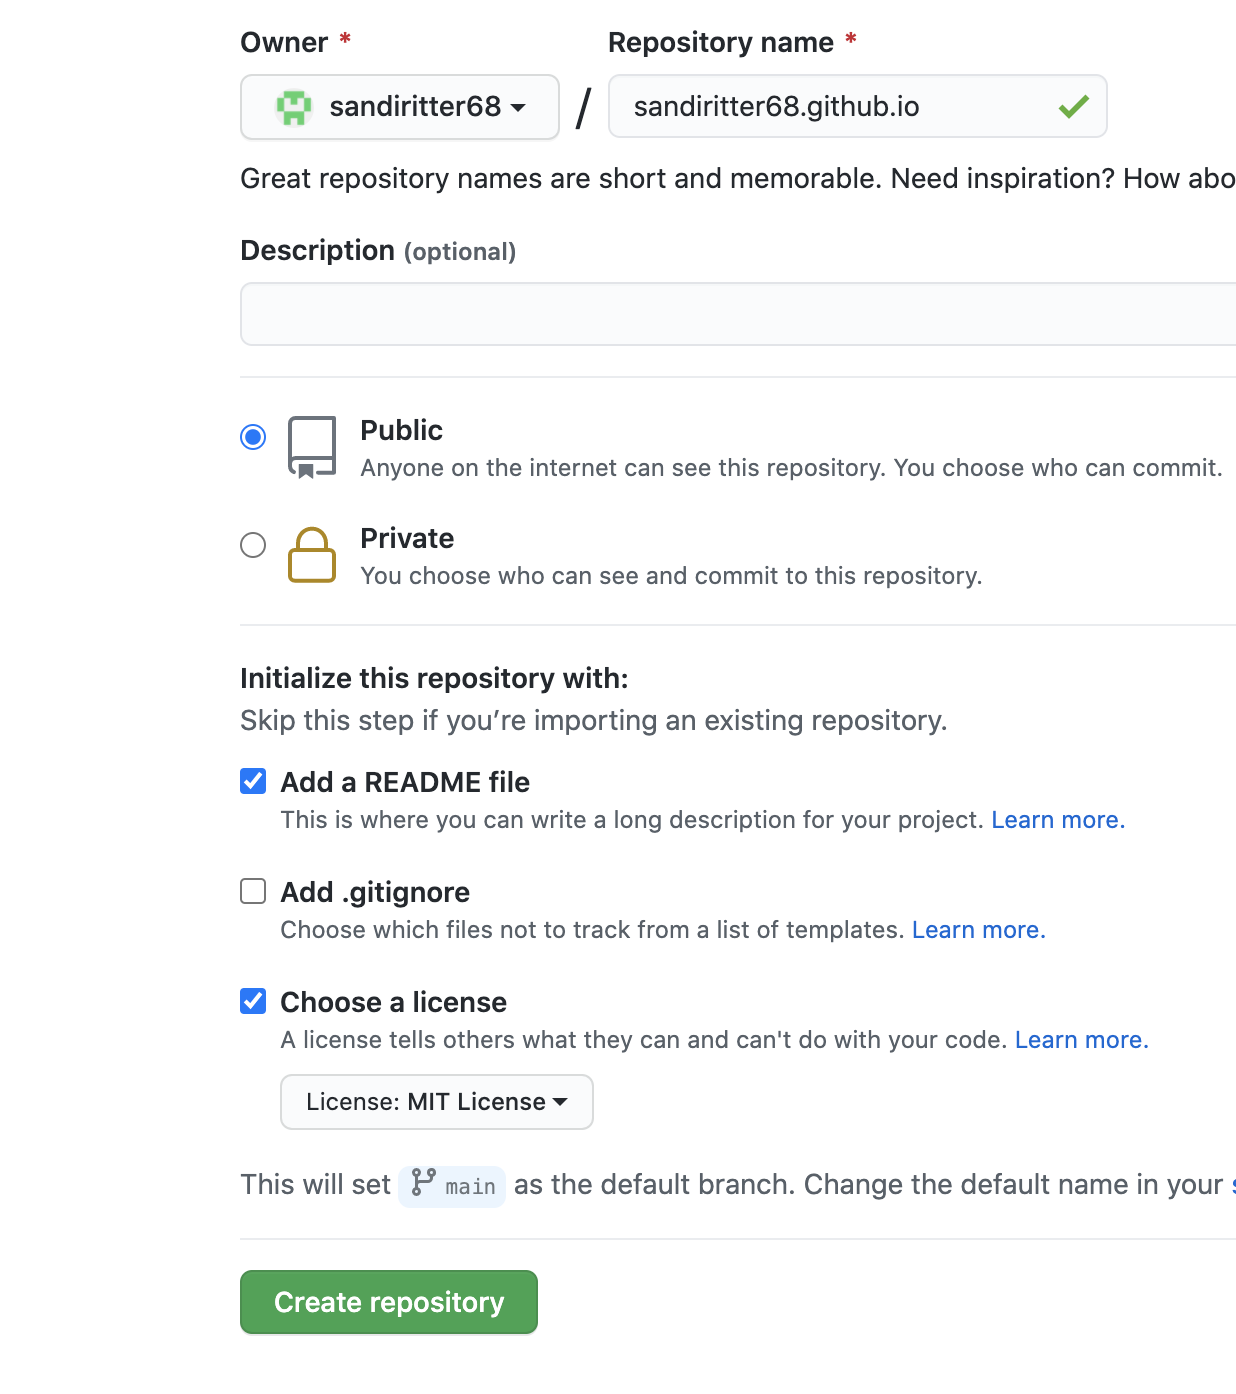 Owner * Repository name *
sandiritter68 / sandiritter68.github.io
Great repository names are short and memorable. Need inspiration? How abo
Description (optional)
Public
Anyone on the internet can see this repository. You choose who can commit.
Private
You choose who can see and commit to this repository.
Initialize this repository with:
Skip this step if you’re importing an existing repository.
Add a README file
This is where you can write a long description for your project. Learn more.
Add .gitignore
Choose which files not to track from a list of templates. Learn more.
Choose a license
A license tells others what they can and can't do with your code. Learn more.
License: MIT License
This will set main as the default branch. Change the default name in your
Create repository